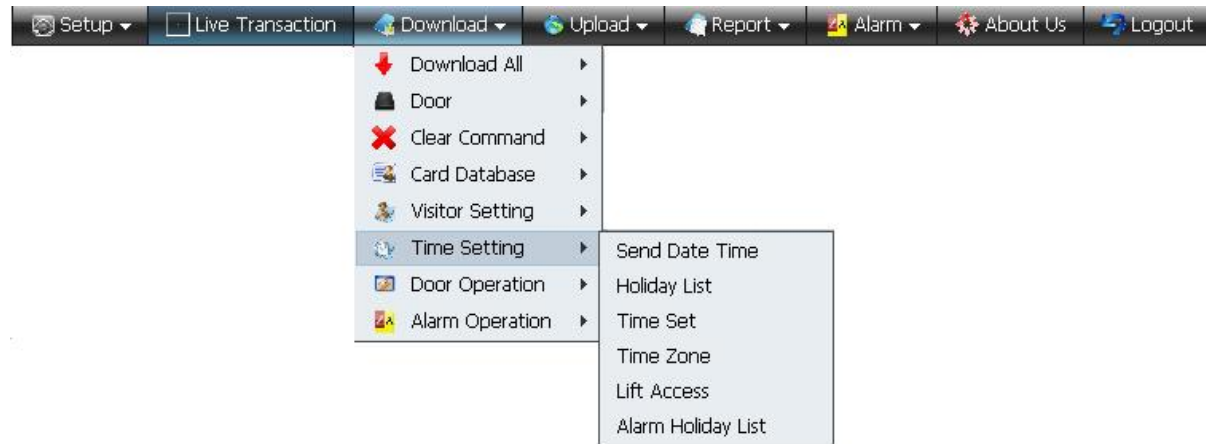 Setup Live Transaction Download Upload Report Alarm About Us Logout
Download All
Door
Clear Command
Card Database
Visitor Setting
Time Setting
Door Operation
Alarm Operation
Send Date Time
Holiday List
Time Set
Time Zone
Lift Access
Alarm Holiday List